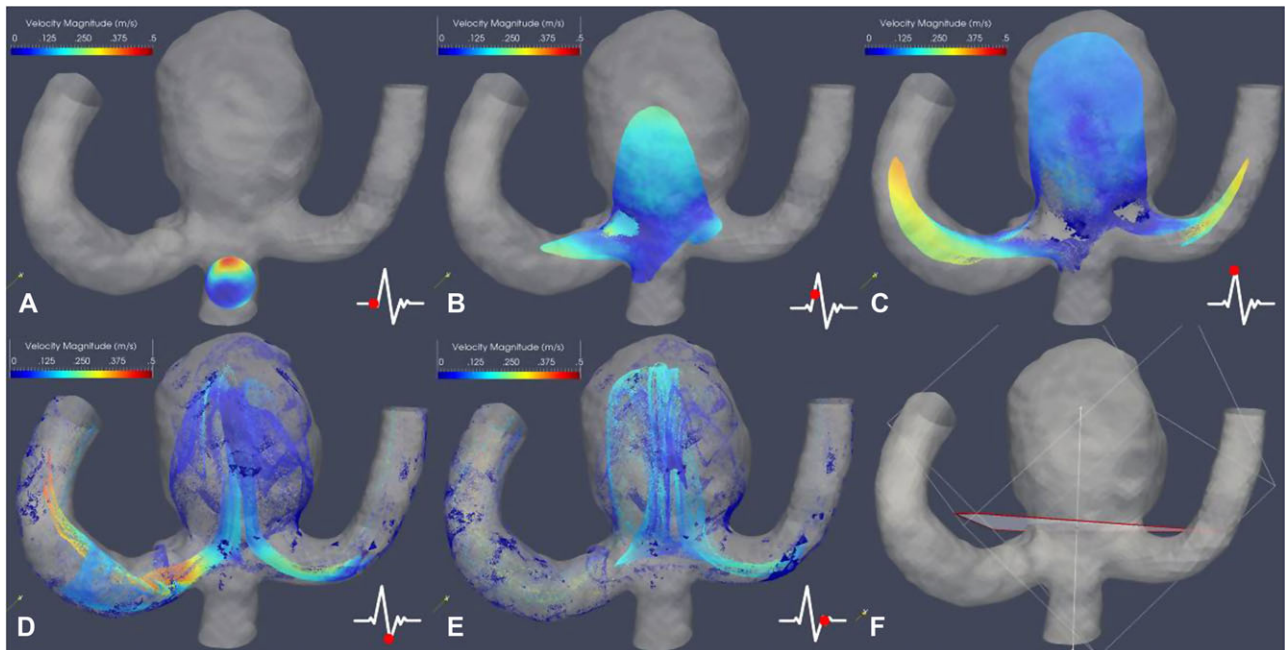 Velocity Magnitude (m/s)
0 .125 .250 .375 .5
A
Velocity Magnitude (m/s)
0 .125 .250 .375 .5
B
Velocity Magnitude (m/s)
0 .125 .250 .375 .5
C
Velocity Magnitude (m/s)
0 .125 .250 .375 .5
D
Velocity Magnitude (m/s)
0 .125 .250 .375 .5
E
F